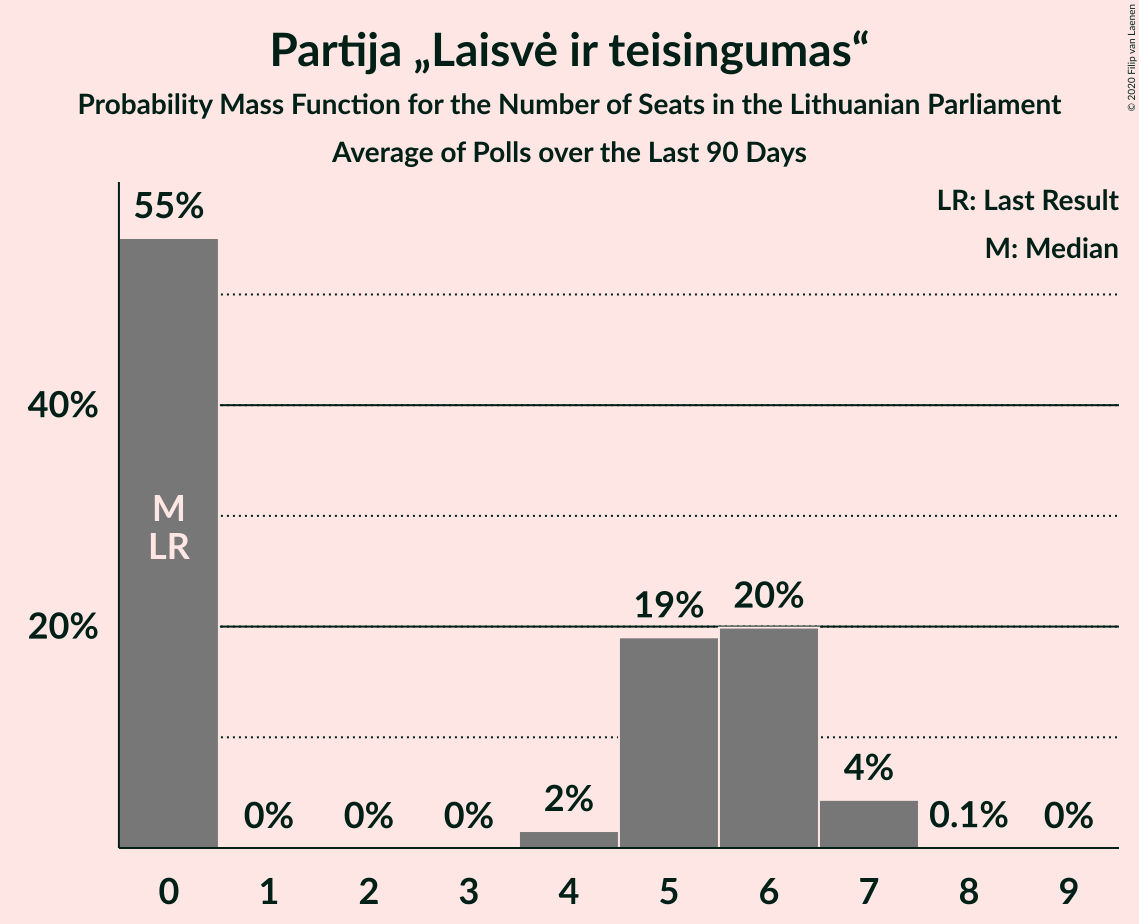 Partija „Laisvė ir teisingumas“
Probability Mass Function for the Number of Seats in the Lithuanian Parliament
Average of Polls over the Last 90 Days
© 2020 Filip van Laenen
LR: Last Result
M: Median
55%
40%
M
LR
20%
19%
20%
0%
0%
0%
2%
4%
0.1%
0%
0
1
2
3
4
5
6
7
8
9